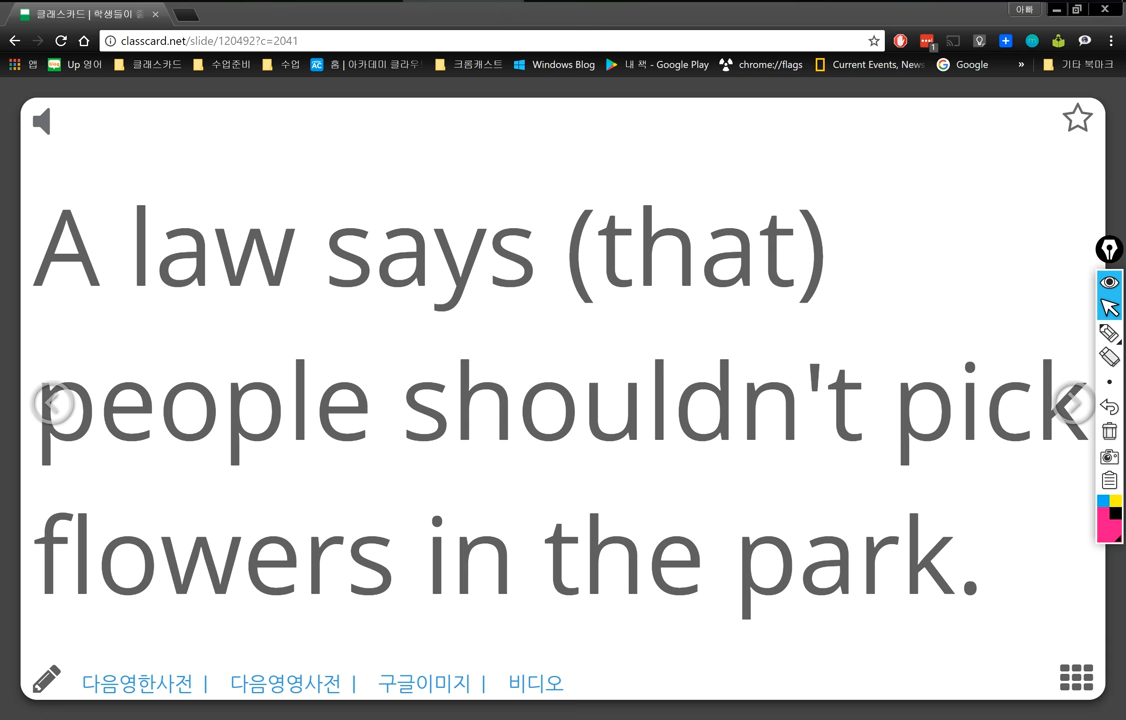 클래스카드 | 학생들이
아빠
classcard.net/slide/120492?c=2041
1
앱 Up 영어 클래스카드 수업준비 수업 홈 | 아카데미 클라우 크롬캐스트 Windows Blog 내 책 - Google Play chrome://flags Current Events, News Google » 기타 북마크
A law says (that)
people shouldn't pick
flowers in the park.
다음영한사전 | 다음영영사전 | 구글이미지 | 비디오